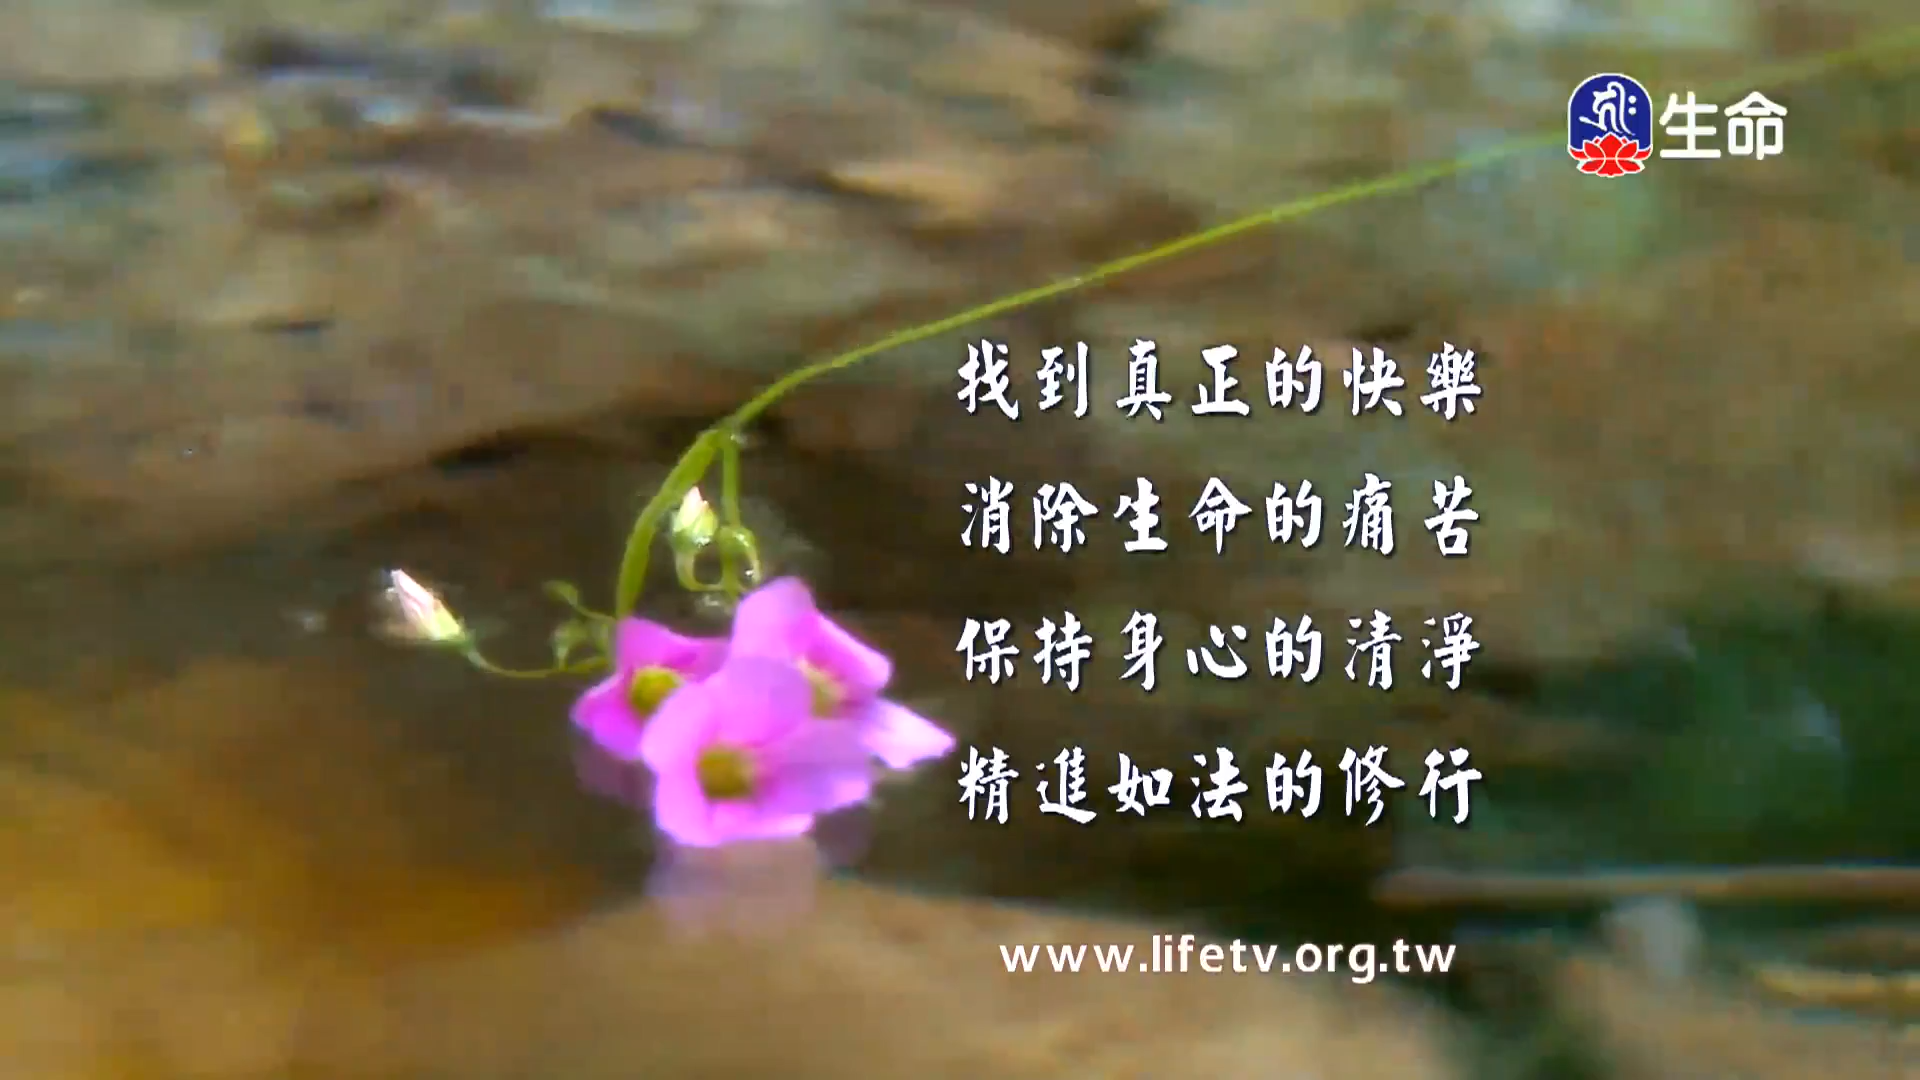 生命
找到真正的快樂
消除生命的痛苦
保持身心的清淨
精進如法的修行
www.lifetv.org.tw